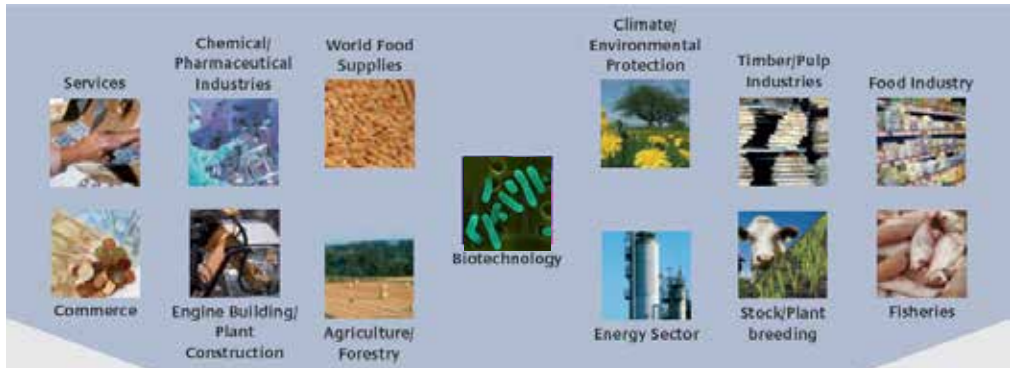 Services
Chemical/
Pharmaceutical
Industries
World Food
Supplies
Climate/
Environmental
Protection
Timber/Pulp
Industries
Food Industry
Biotechnology
Commerce
Engine Building/
Plant
Construction
Agriculture/
Forestry
Energy Sector
Stock/Plant
breeding
Fisheries